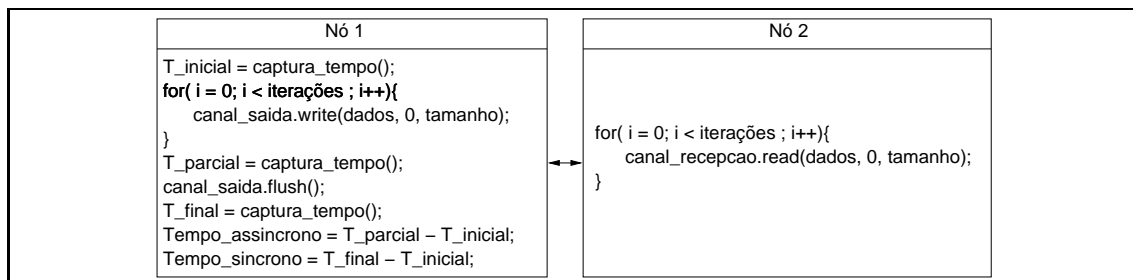 Nó 1
T_inicial = captura_tempo();
for( i = 0; i < iterações ; i++){
canal_saida.write(dados, 0, tamanho);
}
T_parcial = captura_tempo();
canal_saida.flush();
T_final = captura_tempo();
Tempo_assincrono = T_parcial − T_inicial;
Tempo_sincrono = T_final − T_inicial;
Nó 2
for( i = 0; i < iterações ; i++){
canal_recepcao.read(dados, 0, tamanho);
}